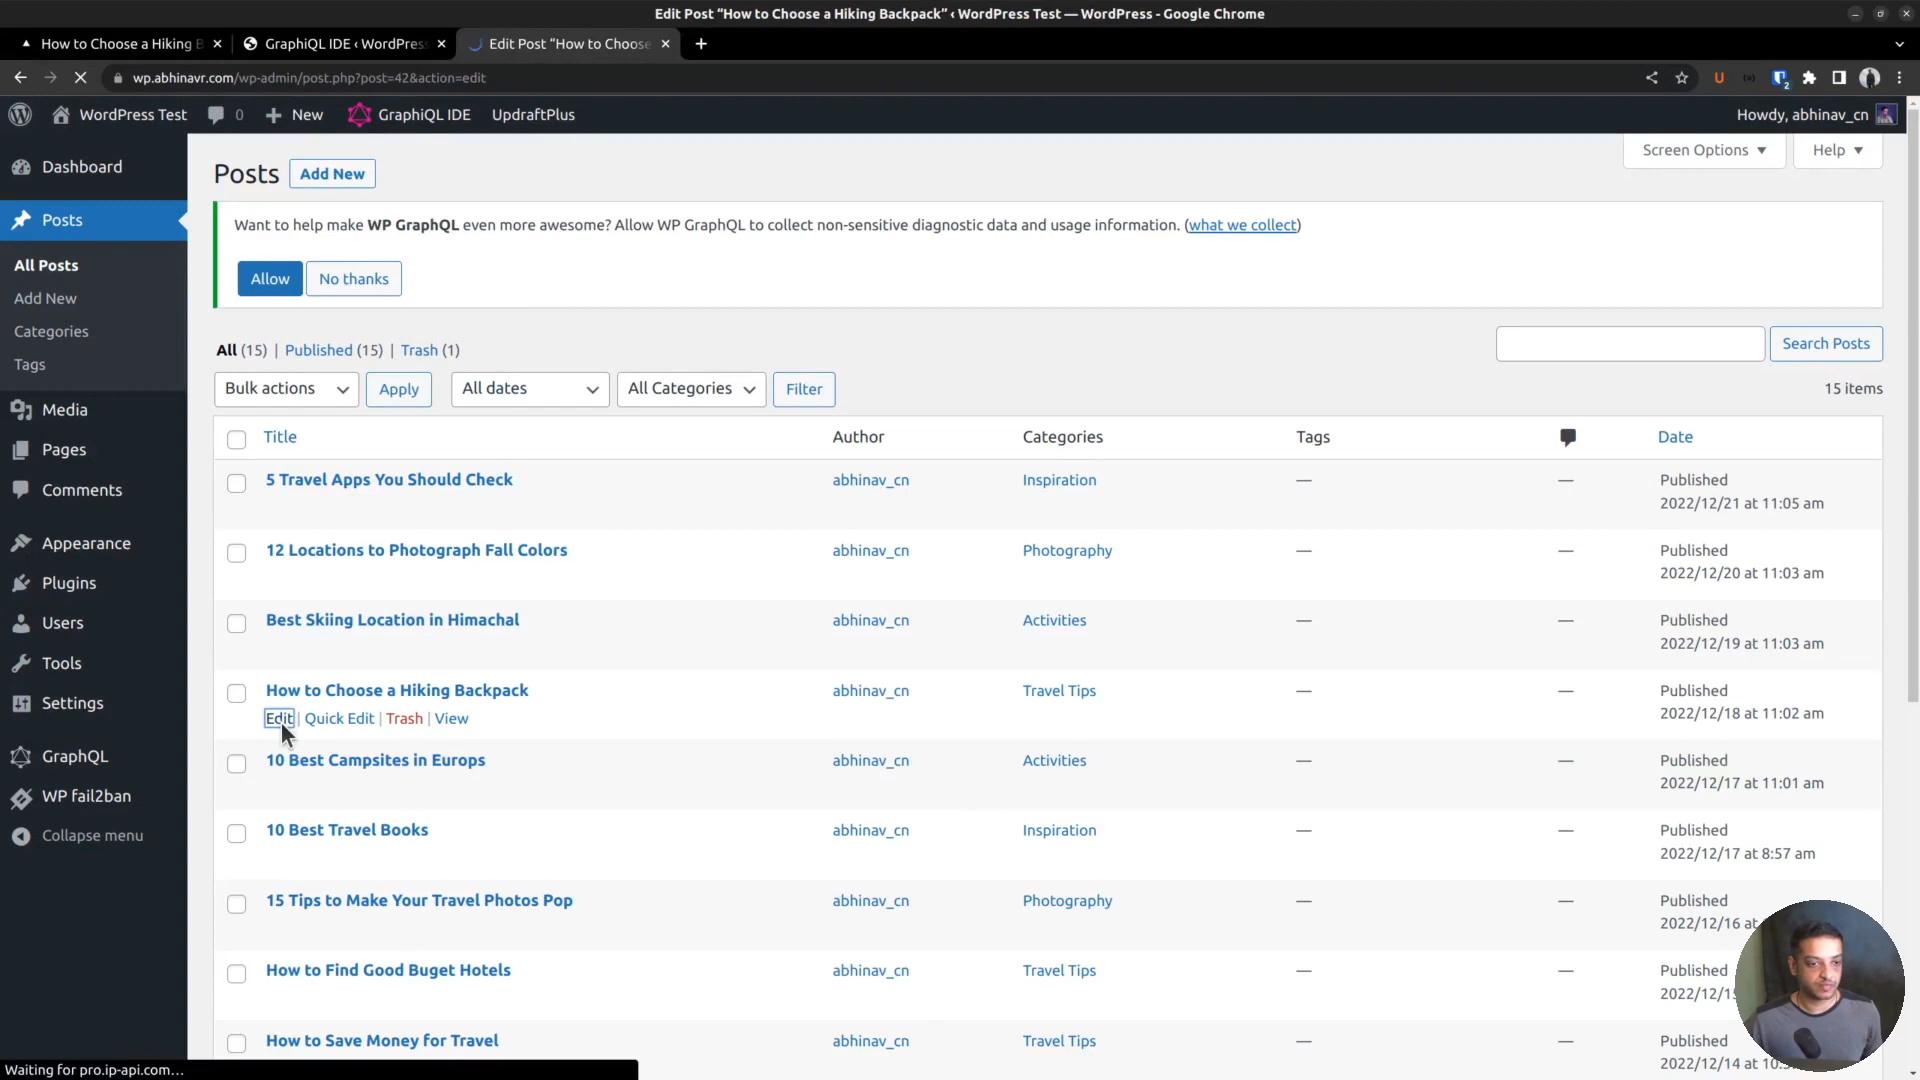 Edit Post “How to Choose a Hiking Backpack” ‹ WordPress Test — WordPress - Google Chrome
How to Choose a Hiking B
GraphiQL IDE ‹ WordPres
Edit Post “How to Choose
wp.abhinavr.com/wp-admin/post.php?post=42&action=edit
WordPress Test
0
New
GraphiQL IDE
UpdraftPlus
Howdy, abhinav_cn
Dashboard
Posts
All Posts
Add New
Categories
Tags
Media
Pages
Comments
Appearance
Plugins
Users
Tools
Settings
GraphQL
WP fail2ban
Collapse menu
Screen Options
Help
Posts
Add New
Want to help make WP GraphQL even more awesome? Allow WP GraphQL to collect non-sensitive diagnostic data and usage information. (what we collect)
Allow
No thanks
All (15) | Published (15) | Trash (1)
Search Posts
Bulk actions
Apply
All dates
All Categories
Filter
15 items
Title Author Categories Tags Date
5 Travel Apps You Should Check abhinav_cn Inspiration — — Published
2022/12/21 at 11:05 am
12 Locations to Photograph Fall Colors abhinav_cn Photography — — Published
2022/12/20 at 11:03 am
Best Skiing Location in Himachal abhinav_cn Activities — — Published
2022/12/19 at 11:03 am
How to Choose a Hiking Backpack abhinav_cn Travel Tips — — Published
Edit | Quick Edit | Trash | View 2022/12/18 at 11:02 am
10 Best Campsites in Europs abhinav_cn Activities — — Published
2022/12/17 at 11:01 am
10 Best Travel Books abhinav_cn Inspiration — — Published
2022/12/17 at 8:57 am
15 Tips to Make Your Travel Photos Pop abhinav_cn Photography — — Published
2022/12/16 at
How to Find Good Buget Hotels abhinav_cn Travel Tips — — Published
How to Save Money for Travel abhinav_cn Travel Tips — — Published
2022/12/14 at
Waiting for pro.ip-api.com…